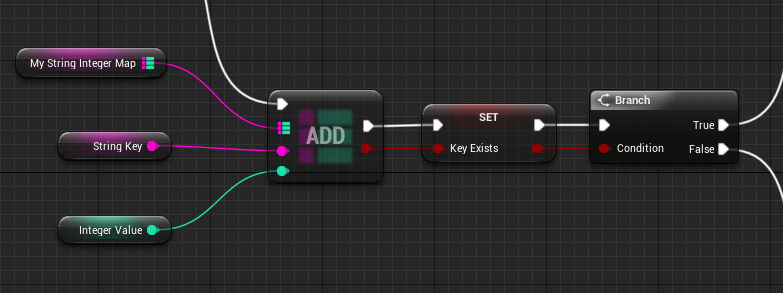 My String Integer Map
String Key
Integer Value
ADD
SET
Key Exists
Branch
True
Condition
False